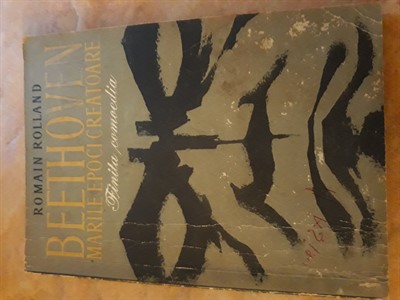 ROMAIN ROLLAND
BEETHOVEN
MARILE EPOCI CREATOARE
Finita comoedia